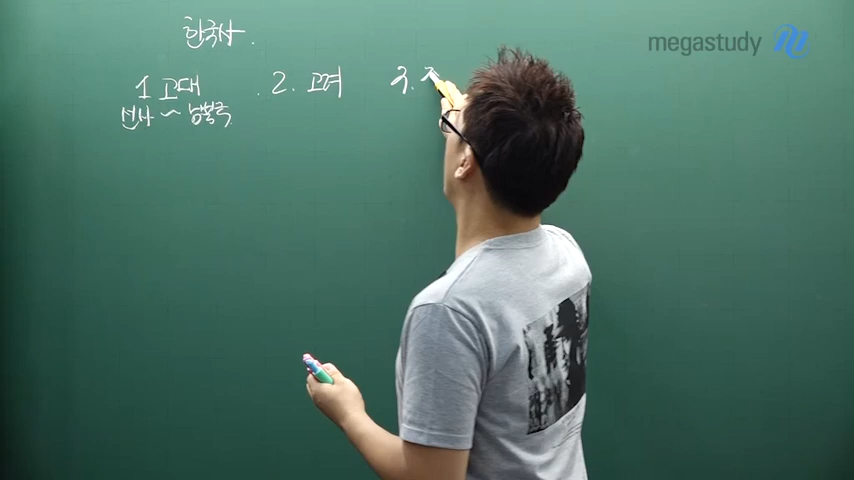 한국사.
megastudy
1 고대 . 2. 고려 3. ㅈ
선사 ~ 남북국